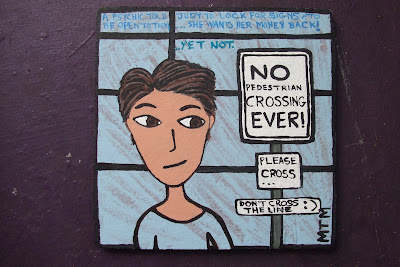 A PSYCHIC TOLD JUDY TO LOOK FOR SIGNS AND
BE OPEN TO THEM ...SHE WANTS HER MONEY BACK!
...YET NOT.
NO
PEDESTRIAN
CROSSING
EVER!
PLEASE
CROSS
...
DON'T CROSS
THE LINE :)
MTM